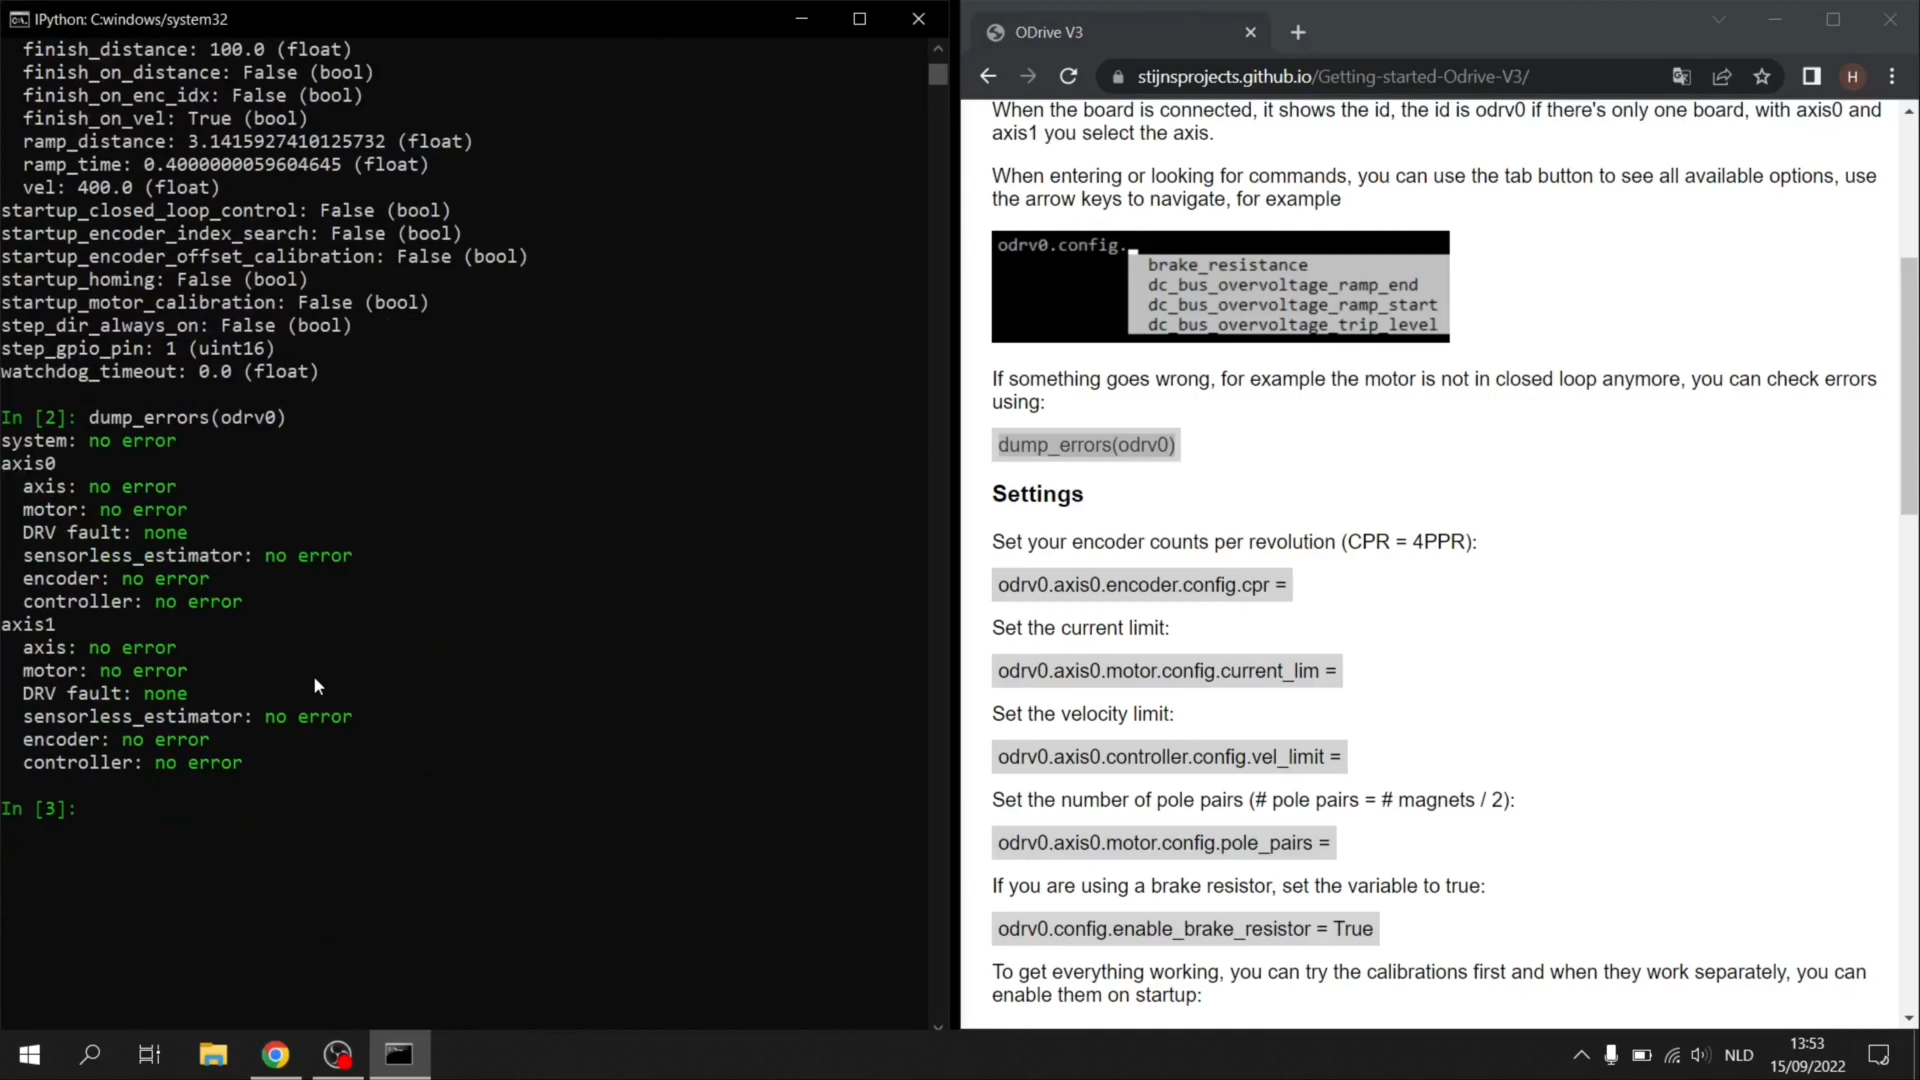 IPython: C:windows/system32
finish_distance: 100.0 (float)
finish_on_distance: False (bool)
finish_on_enc_idx: False (bool)
finish_on_vel: True (bool)
ramp_distance: 3.1415927410125732 (float)
ramp_time: 0.4000000059604645 (float)
vel: 400.0 (float)
startup_closed_loop_control: False (bool)
startup_encoder_index_search: False (bool)
startup_encoder_offset_calibration: False (bool)
startup_homing: False (bool)
startup_motor_calibration: False (bool)
step_dir_always_on: False (bool)
step_gpio_pin: 1 (uint16)
watchdog_timeout: 0.0 (float)
In [2]: dump_errors(odrv0)
system: no error
axis0
axis: no error
motor: no error
DRV fault: none
sensorless_estimator: no error
encoder: no error
controller: no error
axis1
axis: no error
motor: no error
DRV fault: none
sensorless_estimator: no error
encoder: no error
controller: no error
In [3]:
ODrive V3
stijnsprojects.github.io/Getting-started-Odrive-V3/
H
When the board is connected, it shows the id, the id is odrv0 if there's only one board, with axis0 and
axis1 you select the axis.
When entering or looking for commands, you can use the tab button to see all available options, use
the arrow keys to navigate, for example
odrv0.config._
brake_resistance
dc_bus_overvoltage_ramp_end
dc_bus_overvoltage_ramp_start
dc_bus_overvoltage_trip_level
If something goes wrong, for example the motor is not in closed loop anymore, you can check errors
using:
dump_errors(odrv0)
Settings
Set your encoder counts per revolution (CPR = 4PPR):
odrv0.axis0.encoder.config.cpr =
Set the current limit:
odrv0.axis0.motor.config.current_lim =
Set the velocity limit:
odrv0.axis0.controller.config.vel_limit =
Set the number of pole pairs (# pole pairs = # magnets / 2):
odrv0.axis0.motor.config.pole_pairs =
If you are using a brake resistor, set the variable to true:
odrv0.config.enable_brake_resistor = True
To get everything working, you can try the calibrations first and when they work separately, you can
enable them on startup:
NLD
13:53
15/09/2022